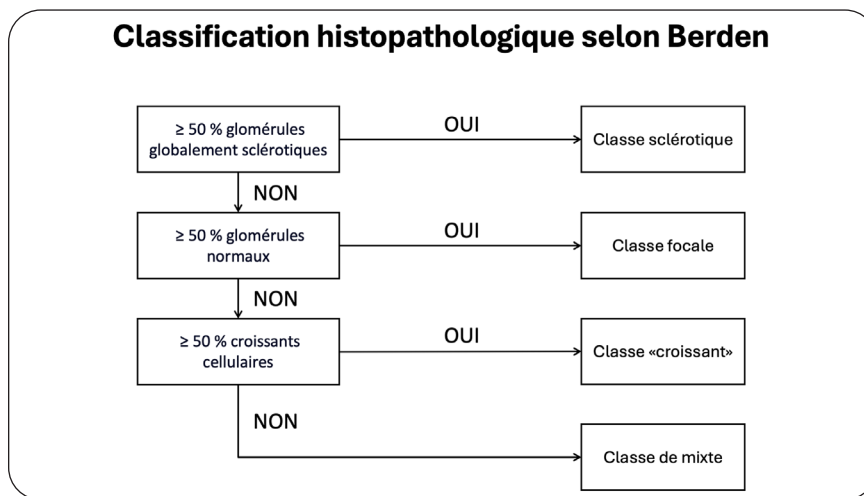 Classification histopathologique selon Berden
≥ 50 % glomérules
globalement sclérotiques
OUI
Classe sclérotique
NON
≥ 50 % glomérules
normaux
OUI
Classe focale
NON
≥ 50 % croissants
cellulaires
OUI
Classe «croissant»
NON
Classe de mixte